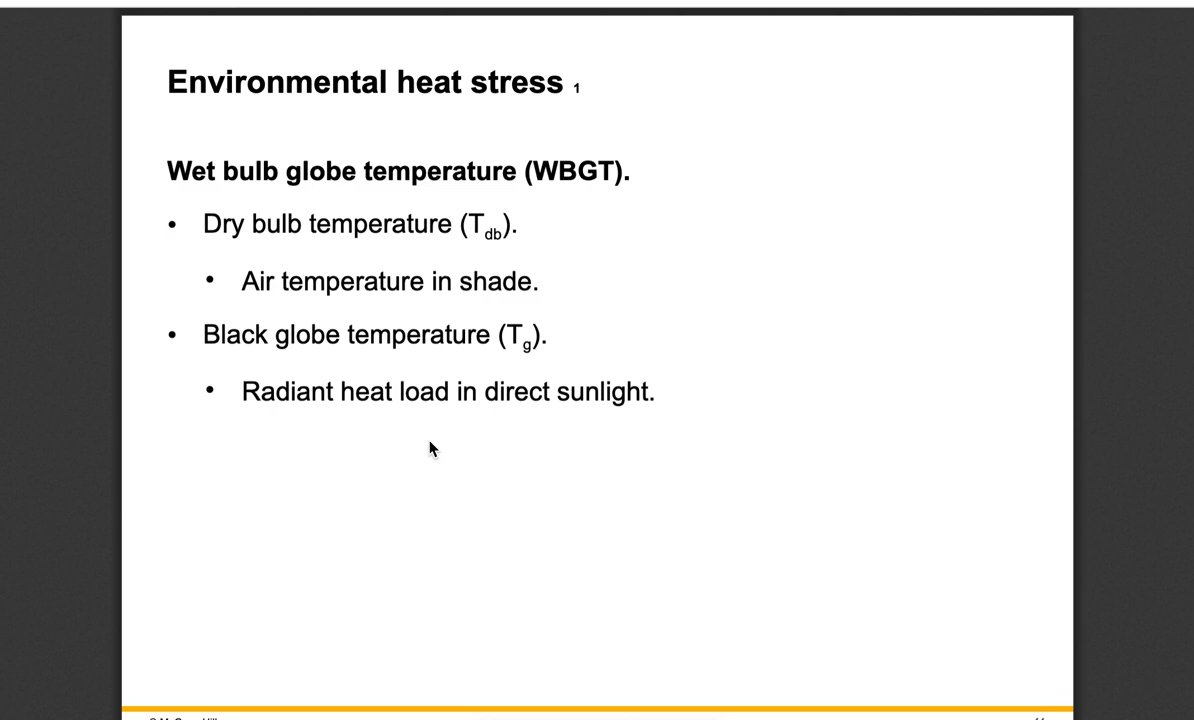 Environmental heat stress 1
Wet bulb globe temperature (WBGT).
• Dry bulb temperature (Tdb).
• Air temperature in shade.
• Black globe temperature (Tg).
• Radiant heat load in direct sunlight.